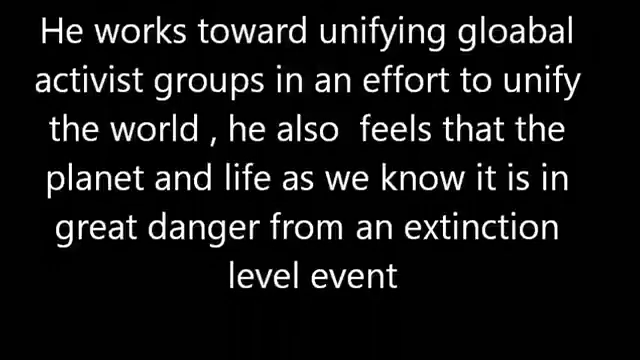 He works toward unifying gloabal
activist groups in an effort to unify
the world , he also  feels that the
planet and life as we know it is in
great danger from an extinction
level event